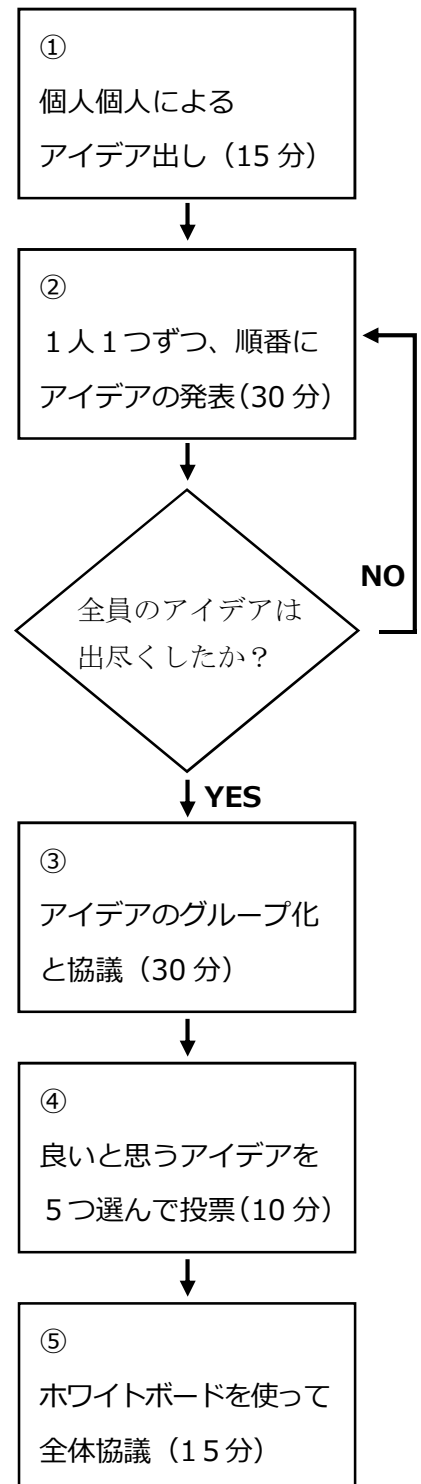 ①
個人個人による
アイデア出し（15 分）
②
１人１つずつ、順番に
アイデアの発表（30 分）
NO
全員のアイデアは
出尽くしたか？
YES
③
アイデアのグループ化
と協議（30 分）
④
良いと思うアイデアを
５つ選んで投票（10 分）
⑤
ホワイトボードを使って
全体協議（1５分）